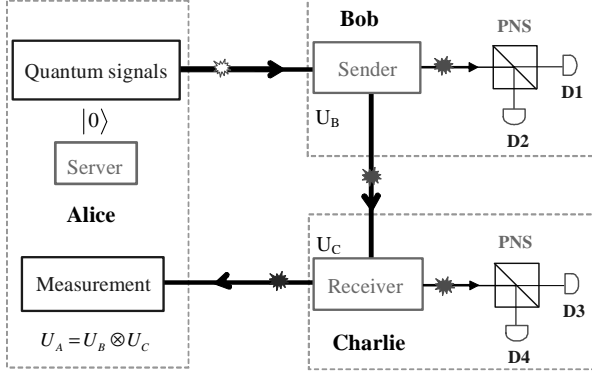 Quantum signals
|0⟩
Server
Alice
Measurement
U_A = U_B ⊗ U_C
Bob
Sender
U_B
PNS
D1
D2
U_C
Receiver
Charlie
PNS
D3
D4